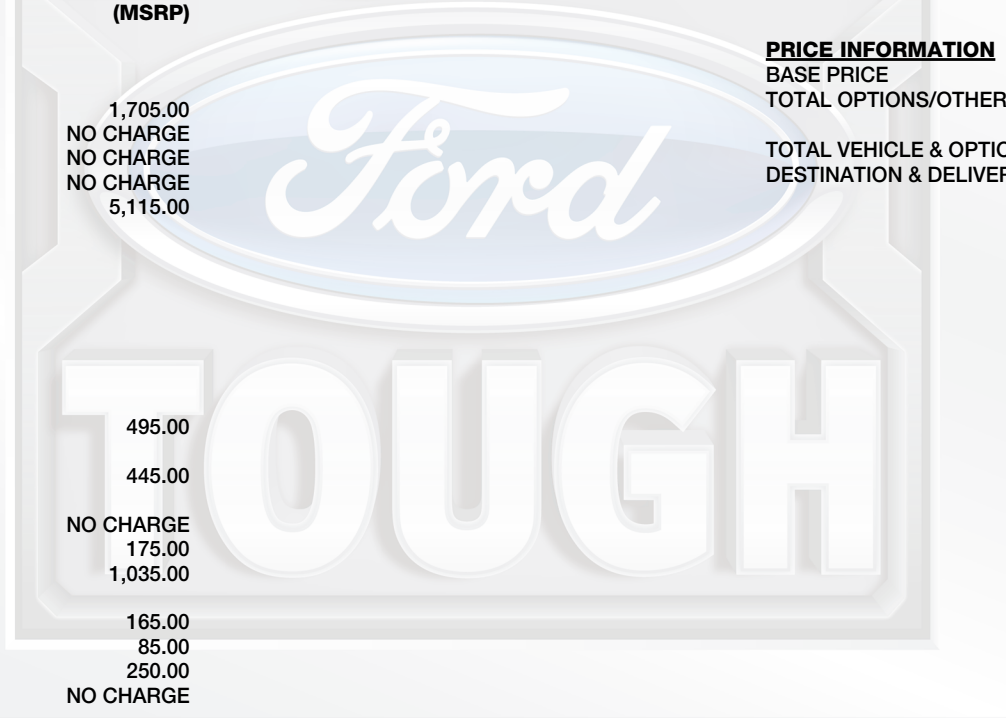 (MSRP)
1,705.00
NO CHARGE
NO CHARGE
NO CHARGE
5,115.00
495.00
445.00
NO CHARGE
175.00
1,035.00
165.00
85.00
250.00
NO CHARGE
PRICE INFORMATION
BASE PRICE
TOTAL OPTIONS/OTHER
TOTAL VEHICLE & OPTIO
DESTINATION & DELIVER
Ford
TOUGH